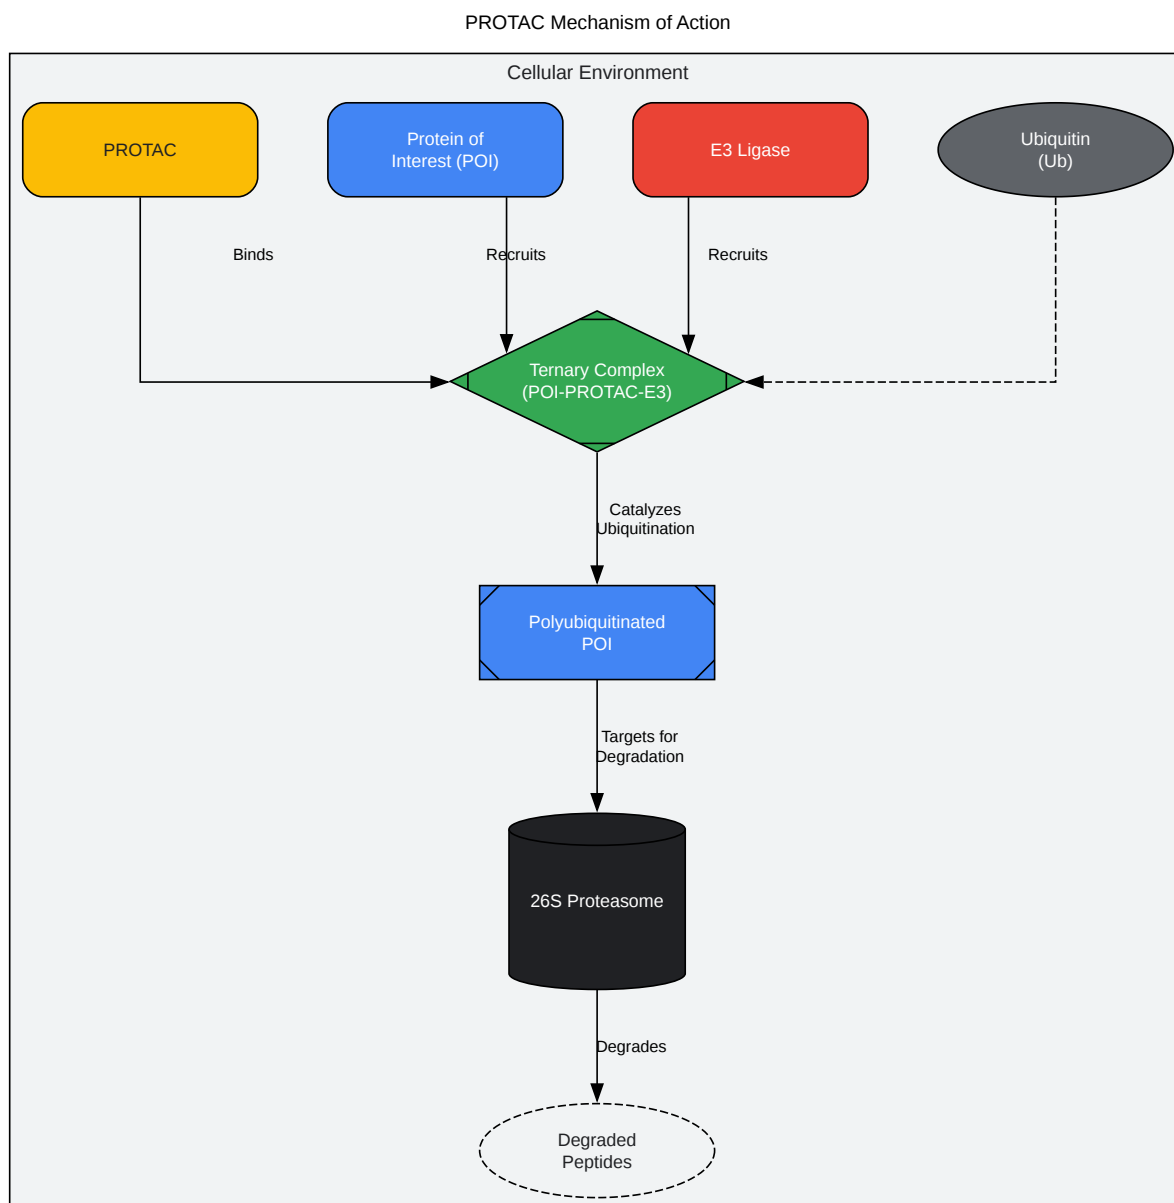 PROTAC Mechanism of Action
Cellular Environment
PROTAC
Protein of
Interest (POI)
E3 Ligase
Ubiquitin
(Ub)
Binds
Recruits
Recruits
Ternary Complex
(POI-PROTAC-E3)
Catalyzes
Ubiquitination
Polyubiquitinated
POI
Targets for
Degradation
26S Proteasome
Degrades
Degraded
Peptides